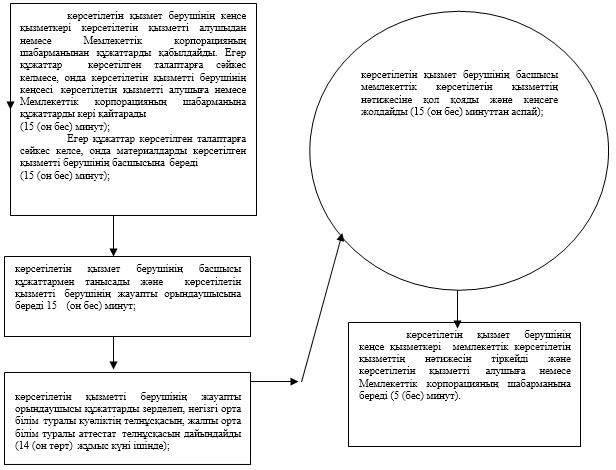 көрсетілетін қызмет берушінің кеңсе
қызметкері көрсетілетін қызметті алушыдан
немесе Мемлекеттік корпорацияның
шабарманынан құжаттарды қабылдайды. Егер
құжаттар көрсетілген талаптарға сәйкес
келмесе, онда көрсетілетін қызметті берушінің
кеңсесі көрсетілетін қызметті алушыға немесе
Мемлекеттік корпорацияның шабарманына
құжаттарды кері қайтарады
(15 (он бес) минут);
Егер құжаттар көрсетілген талаптарға
сәйкес келсе, онда материалдарды көрсетілген
қызметті берушінің басшысына береді
(15 (он бес) минут);
көрсетілетін қызмет берушінің басшысы
құжаттармен танысады және көрсетілетін
қызметті берушінің жауапты орындаушысына
береді 15 (он бес) минут;
көрсетілетін қызметті берушінің жауапты
орындаушысы құжаттарды зерделеп, негізгі орта
білім туралы куәліктің телнұсқасын, жалпы орта
білім туралы аттестат телнұсқасын дайындайды
(14 (он төрт) жұмыс күні ішінде);
көрсетілетін қызмет берушінің басшысы
мемлекеттік көрсетілетін қызметтің
нәтижесіне қол қояды және кеңсеге
жолдайды (15 (он бес) минуттан аспай);
көрсетілетін қызмет берушінің
кеңсе қызметкері мемлекеттік көрсетілетін
қызметтің нәтижесін тіркейді және
көрсетілетін қызметті алушыға немесе
Мемлекеттік корпорацияның шабарманына
береді (5 (бес) минут).